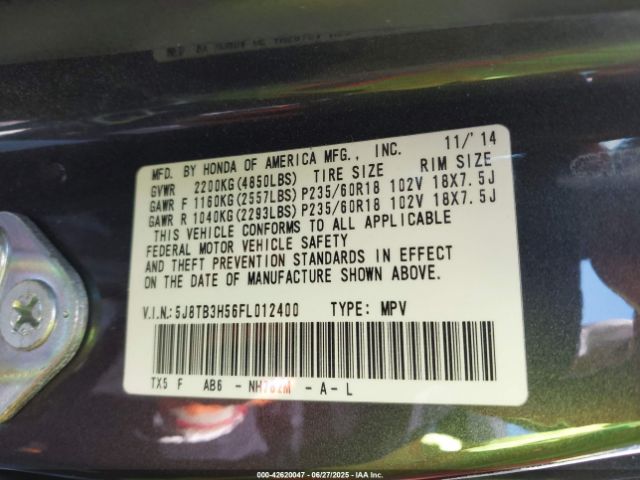 11/'14
MFD. BY HONDA OF AMERICA MFG., INC.
GVWR 2200KG(4850LBS) TIRE SIZE RIM SIZE
GAWR F 1160KG(2557LBS) P235/60R18 102V 18X7.5J
GAWR R 1040KG(2293LBS) P235/60R18 102V 18X7.5J
THIS VEHICLE CONFORMS TO ALL APPLICABLE
FEDERAL MOTOR VEHICLE SAFETY
AND THEFT PREVENTION STANDARDS IN EFFECT
ON THE DATE OF MANUFACTURE SHOWN ABOVE.
V.I.N.:5J8TB3H56FL012400 TYPE: MPV
TX5 F AB6 - NH782M - A - L
000-42620047 06/27/2025 IAAI.COM